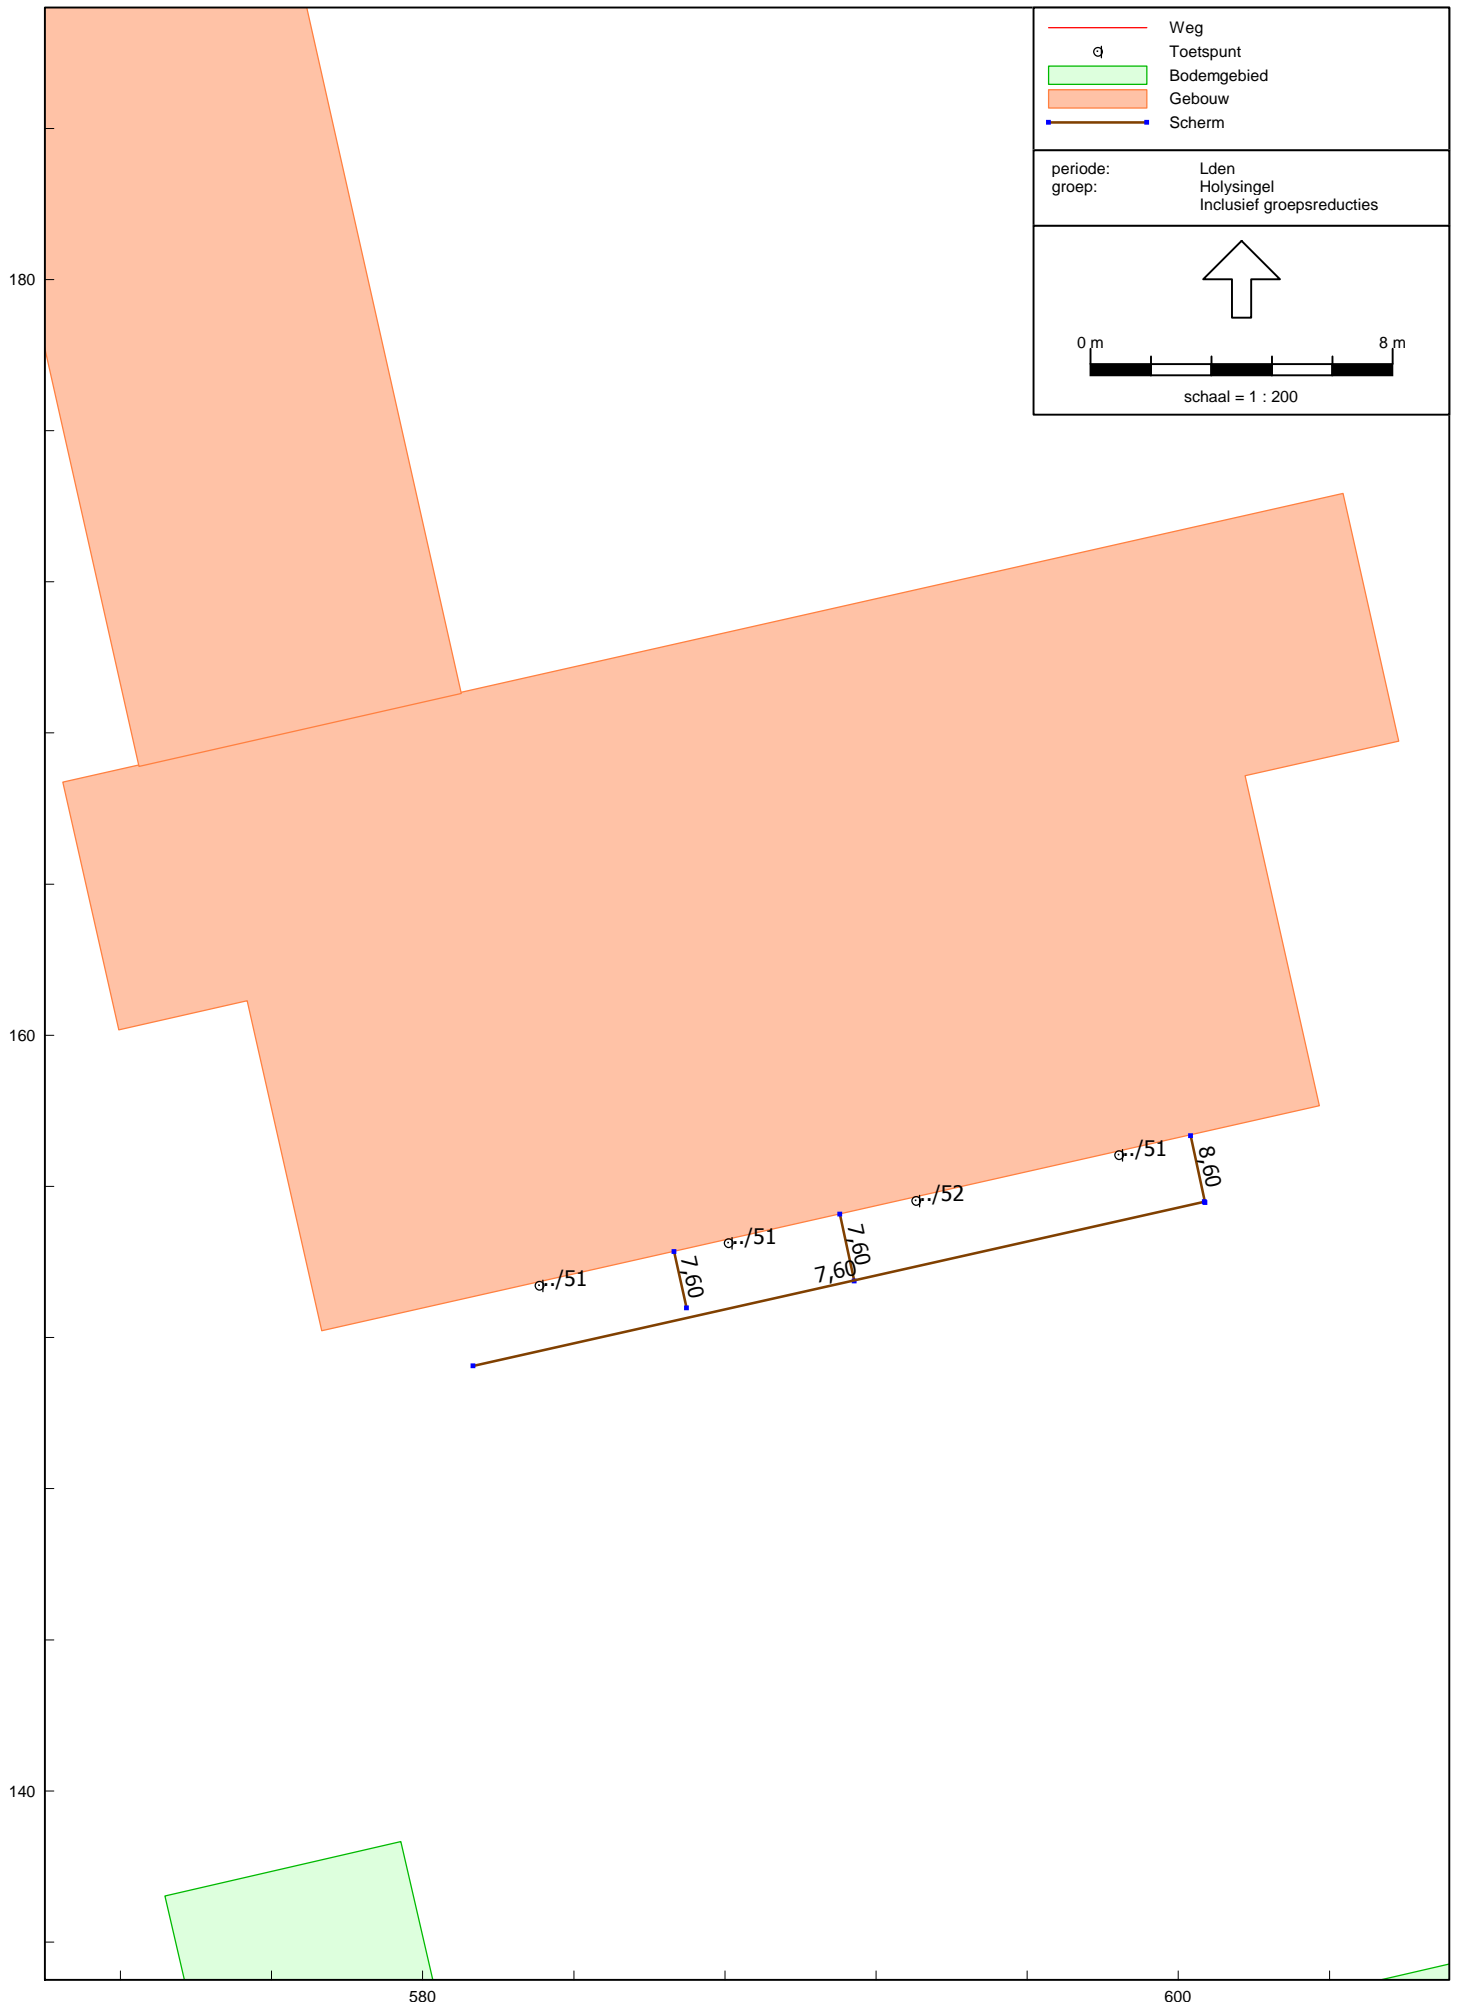 Weg
Toetspunt
Bodemgebied
Gebouw
Scherm
periode: Lden
groep: Holysingel
Inclusief groepsreducties
0 m 8 m
schaal = 1 : 200
180
160
140
580 600
../51
8,60
../52
../51
7,60
7,60
7,60
../51